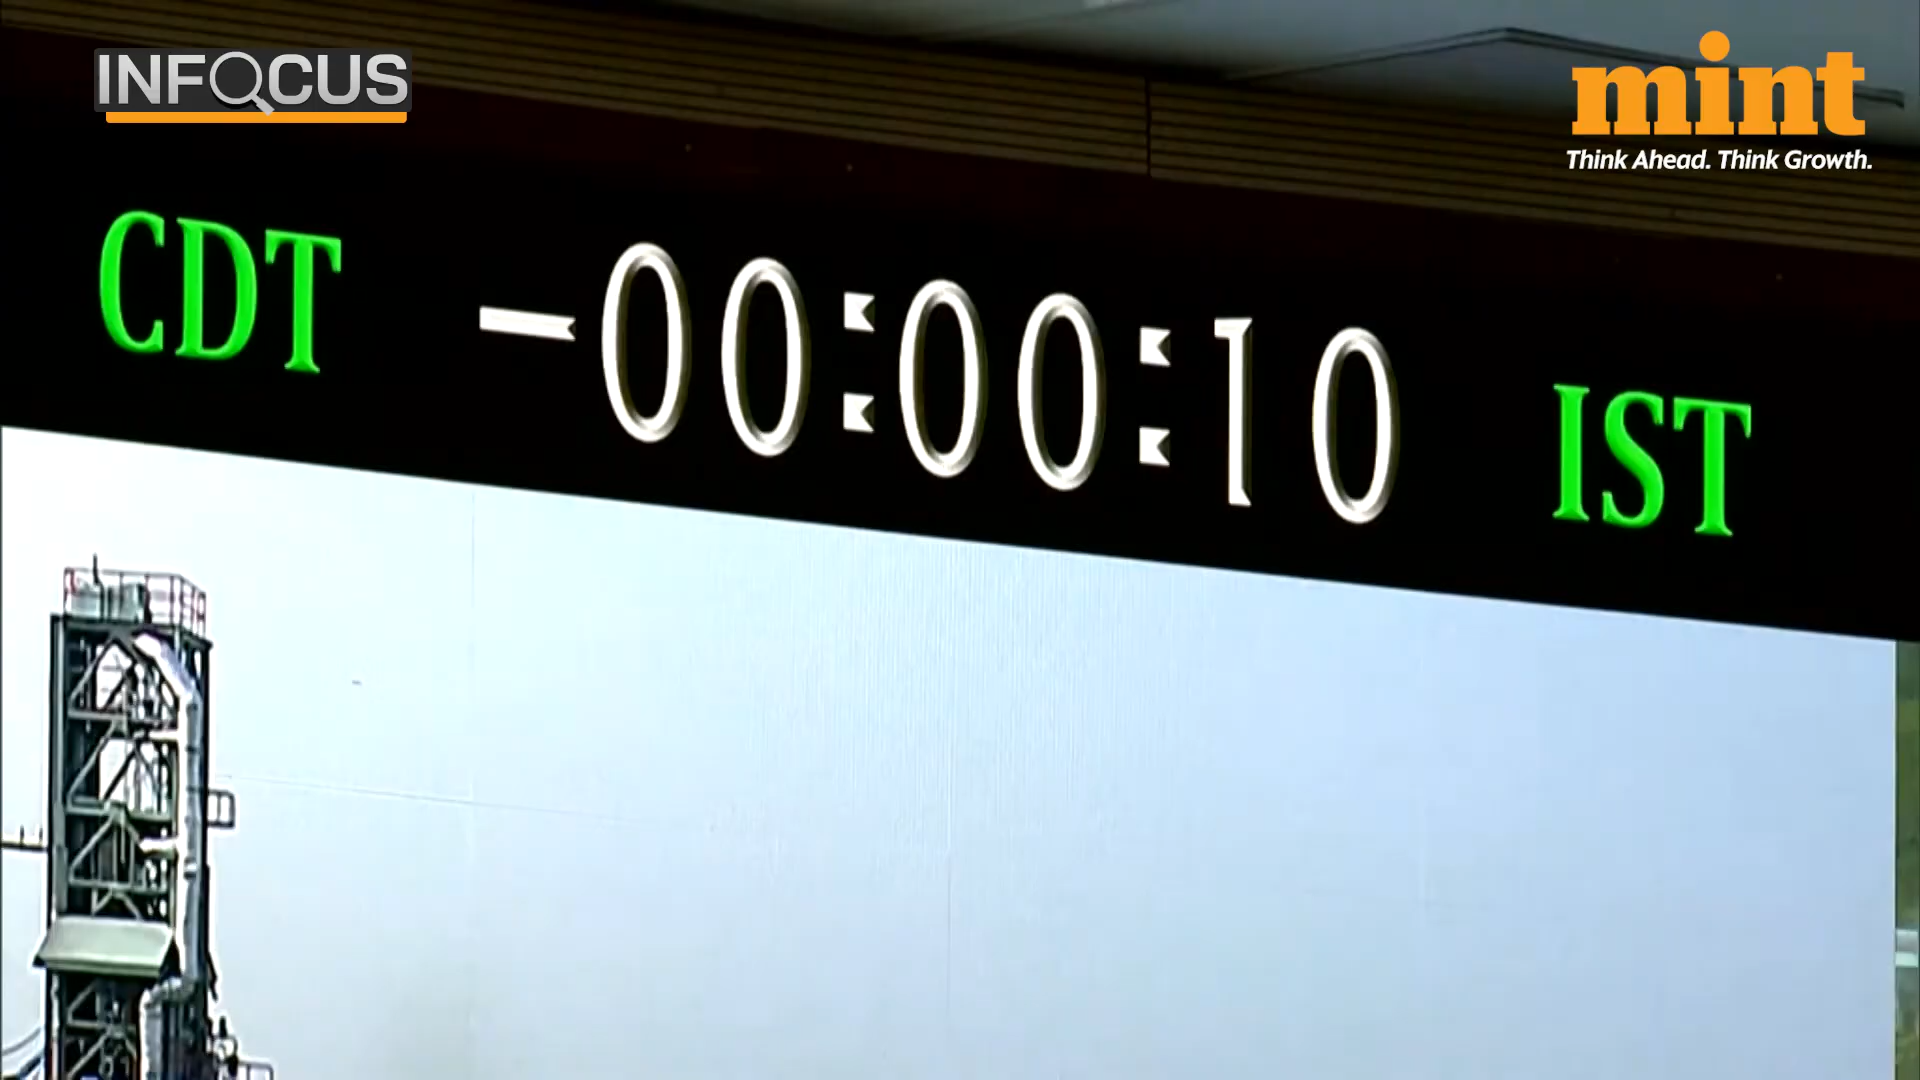 INFOCUS
mint
Think Ahead. Think Growth.
CDT -00:00:10 IST